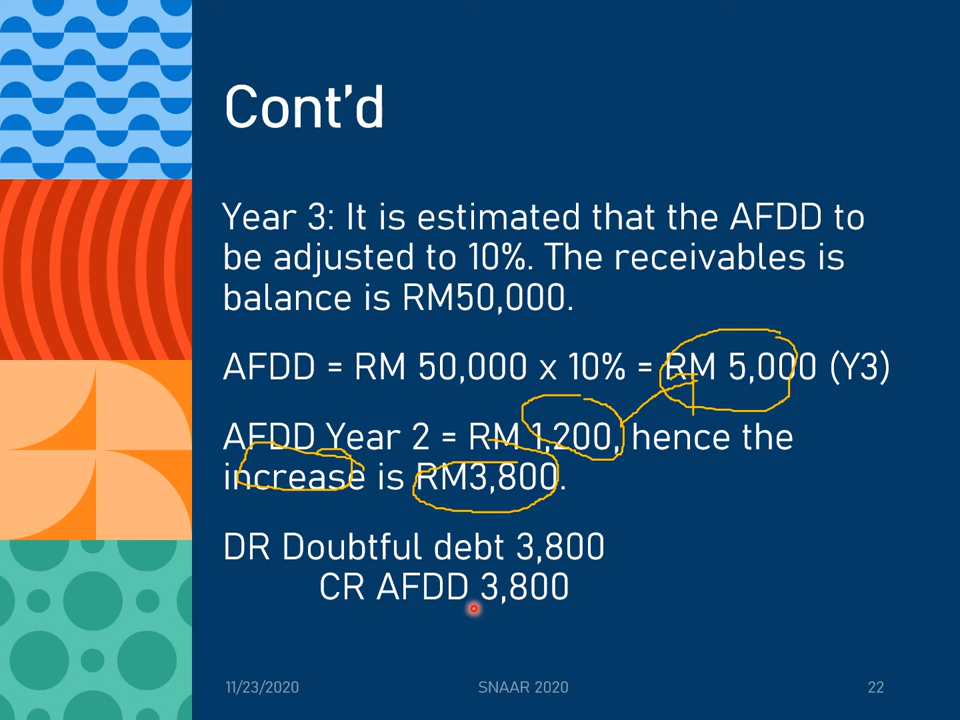 Cont'd
Year 3: It is estimated that the AFDD to
be adjusted to 10%. The receivables is
balance is RM50,000.
AFDD = RM 50,000 x 10% = RM 5,000 (Y3)
AFDD Year 2 = RM 1,200, hence the
increase is RM3,800.
DR Doubtful debt 3,800
CR AFDD 3,800
11/23/2020 SNAAR 2020 22